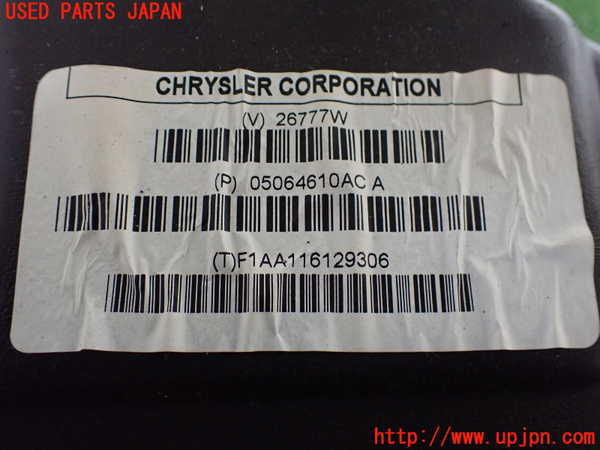 USED PARTS JAPAN
CHRYSLER CORPORATION
(V) 26777W
(P) 05064610AC A
(T)F1AA116129306
http://www.upjpn.com/